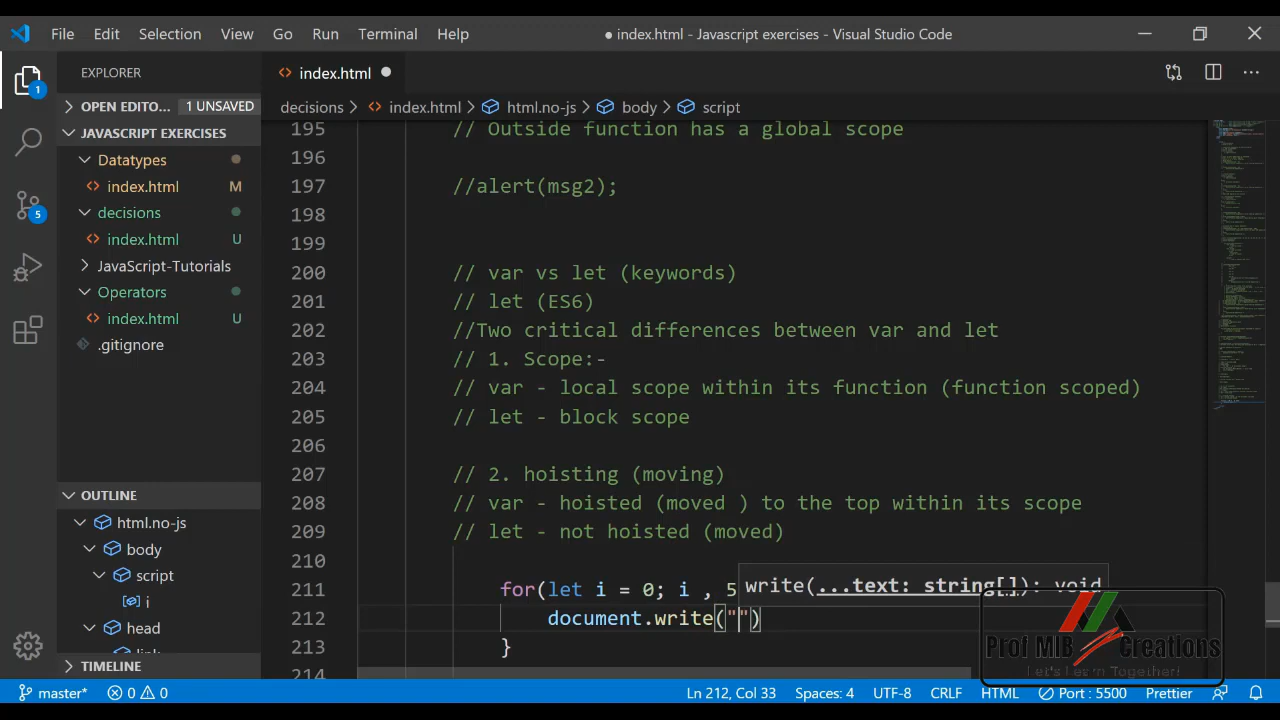 File Edit Selection View Go Run Terminal Help ● index.html - Javascript exercises - Visual Studio Code
EXPLORER
1
OPEN EDITO... 1 UNSAVED
JAVASCRIPT EXERCISES
Datatypes
index.html M
decisions
index.html U
JavaScript-Tutorials
Operators
index.html U
.gitignore
5
OUTLINE
html.no-js
body
script
i
head
TIMELINE
index.html ●
decisions > index.html > html.no-js > body > script
195 // Outside function has a global scope
196
197 //alert(msg2);
198
199
200 // var vs let (keywords)
201 // let (ES6)
202 //Two critical differences between var and let
203 // 1. Scope:-
204 // var - local scope within its function (function scoped)
205 // let - block scope
206
207 // 2. hoisting (moving)
208 // var - hoisted (moved ) to the top within its scope
209 // let - not hoisted (moved)
210
211 for(let i = 0; i , 5
write(...text: string[]): void
212 document.write("")
213 }
214
Prof MIB Creations
Let's Learn Together!
master* 0 0 Ln 212, Col 33 Spaces: 4 UTF-8 CRLF HTML Port : 5500 Prettier